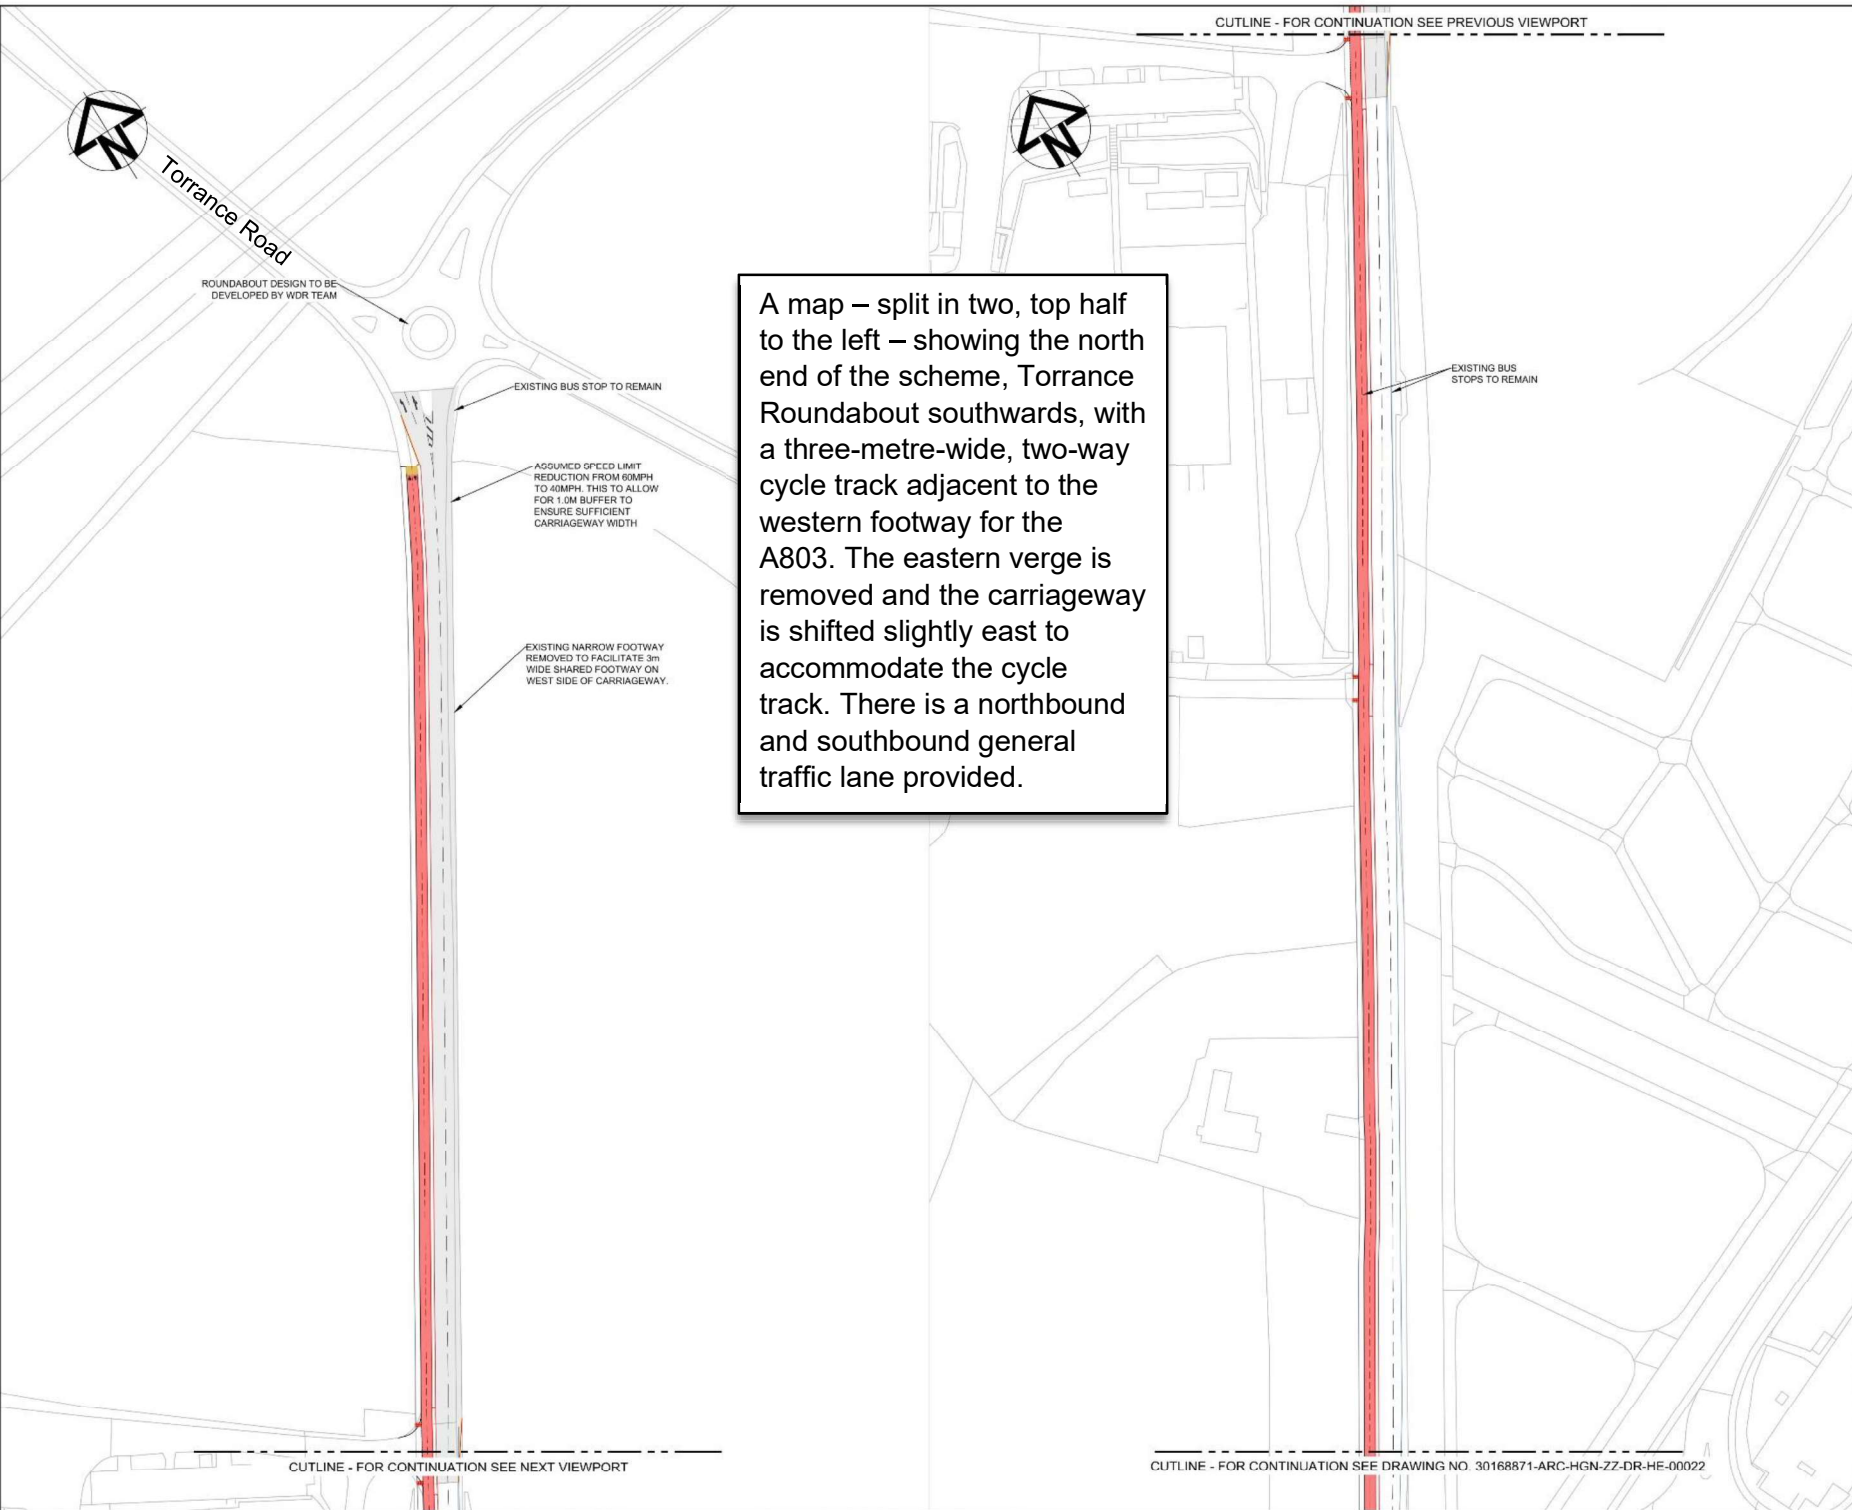 CUTLINE - FOR CONTINUATION SEE PREVIOUS VIEWPORT
N
N
Torrance Road
ROUNDABOUT DESIGN TO BE
DEVELOPED BY WDR TEAM
EXISTING BUS STOP TO REMAIN
ASSUMED SPEED LIMIT
REDUCTION FROM 60MPH
TO 40MPH. THIS TO ALLOW
FOR 1.0M BUFFER TO
ENSURE SUFFICIENT
CARRIAGEWAY WIDTH
EXISTING NARROW FOOTWAY
REMOVED TO FACILITATE 3m
WIDE SHARED FOOTWAY ON
WEST SIDE OF CARRIAGEWAY.
A map – split in two, top half
to the left – showing the north
end of the scheme, Torrance
Roundabout southwards, with
a three-metre-wide, two-way
cycle track adjacent to the
western footway for the
A803. The eastern verge is
removed and the carriageway
is shifted slightly east to
accommodate the cycle
track. There is a northbound
and southbound general
traffic lane provided.
EXISTING BUS
STOPS TO REMAIN
CUTLINE - FOR CONTINUATION SEE NEXT VIEWPORT
CUTLINE - FOR CONTINUATION SEE DRAWING NO. 30168871-ARC-HGN-ZZ-DR-HE-00022